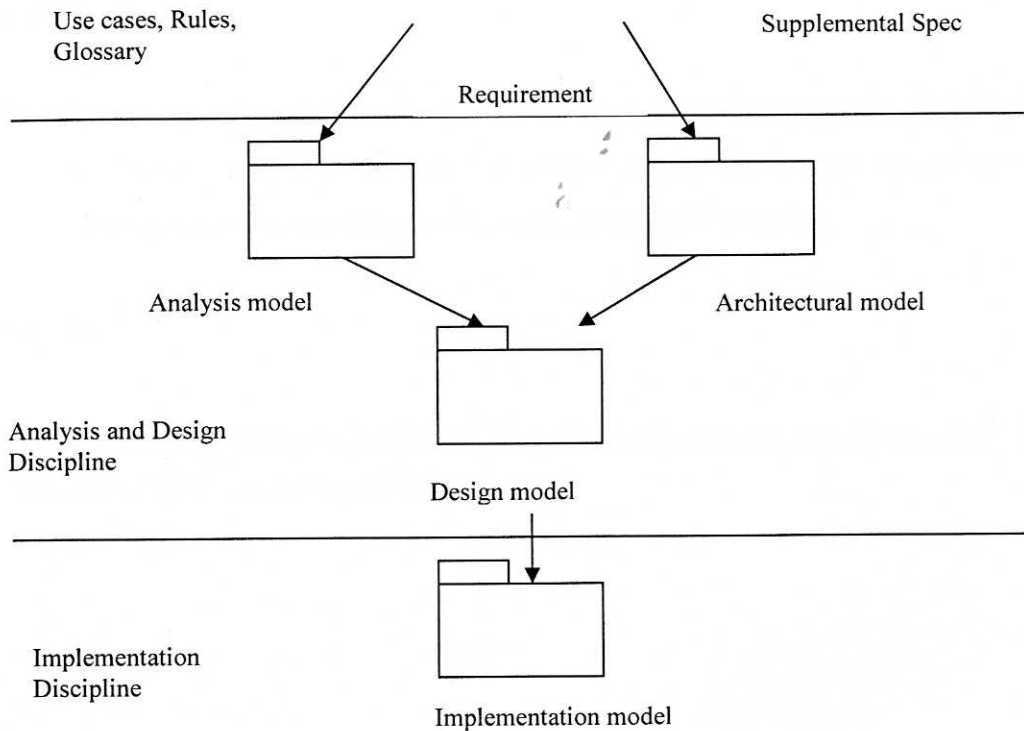 Use cases, Rules,
Glossary
Supplemental Spec
Requirement
Analysis model
Architectural model
Analysis and Design
Discipline
Design model
Implementation
Discipline
Implementation model